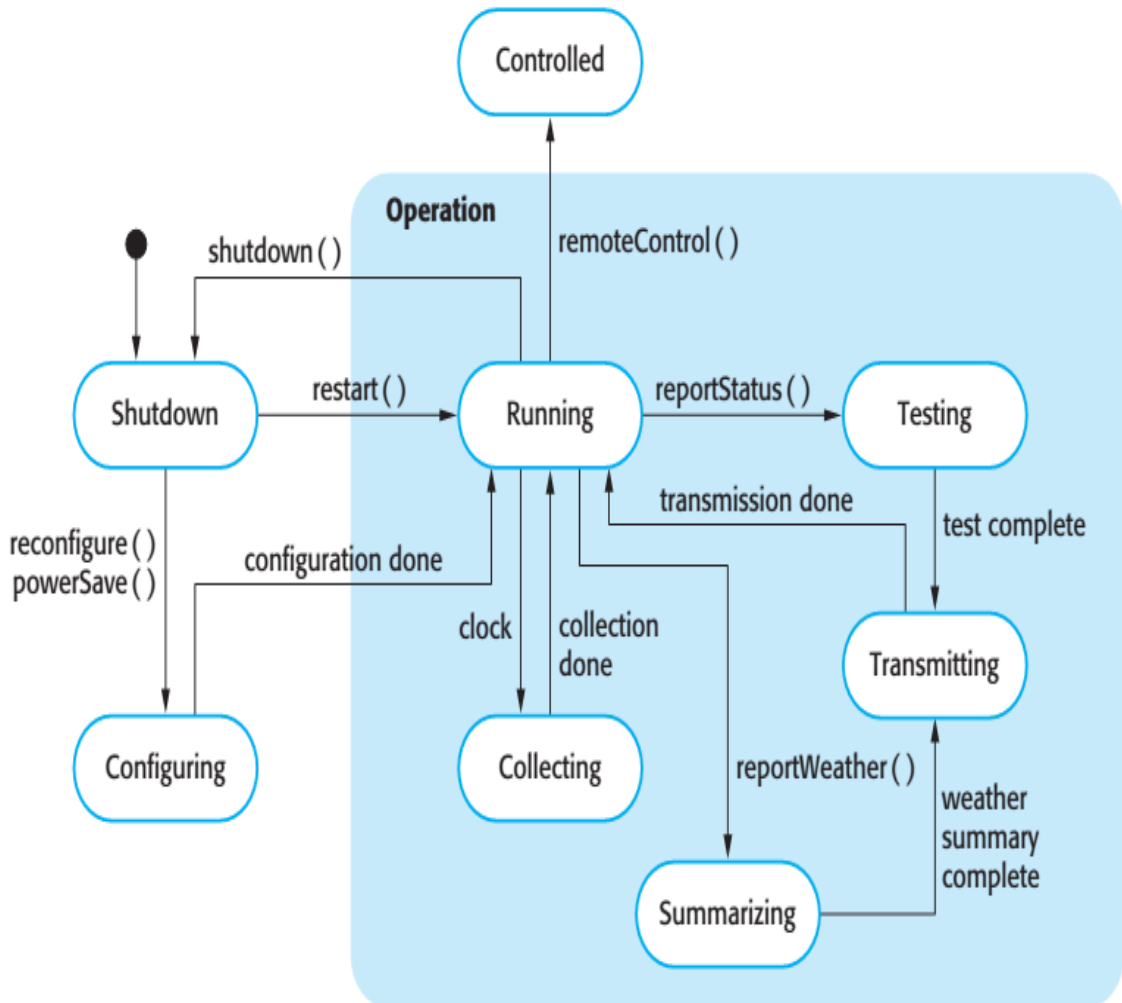 Controlled
Operation
shutdown ( )
remoteControl ( )
Shutdown
restart ( )
Running
reportStatus ( )
Testing
transmission done
test complete
reconfigure ( )
powerSave ( )
configuration done
clock
collection
done
Transmitting
Configuring
Collecting
reportWeather ( )
weather
summary
complete
Summarizing